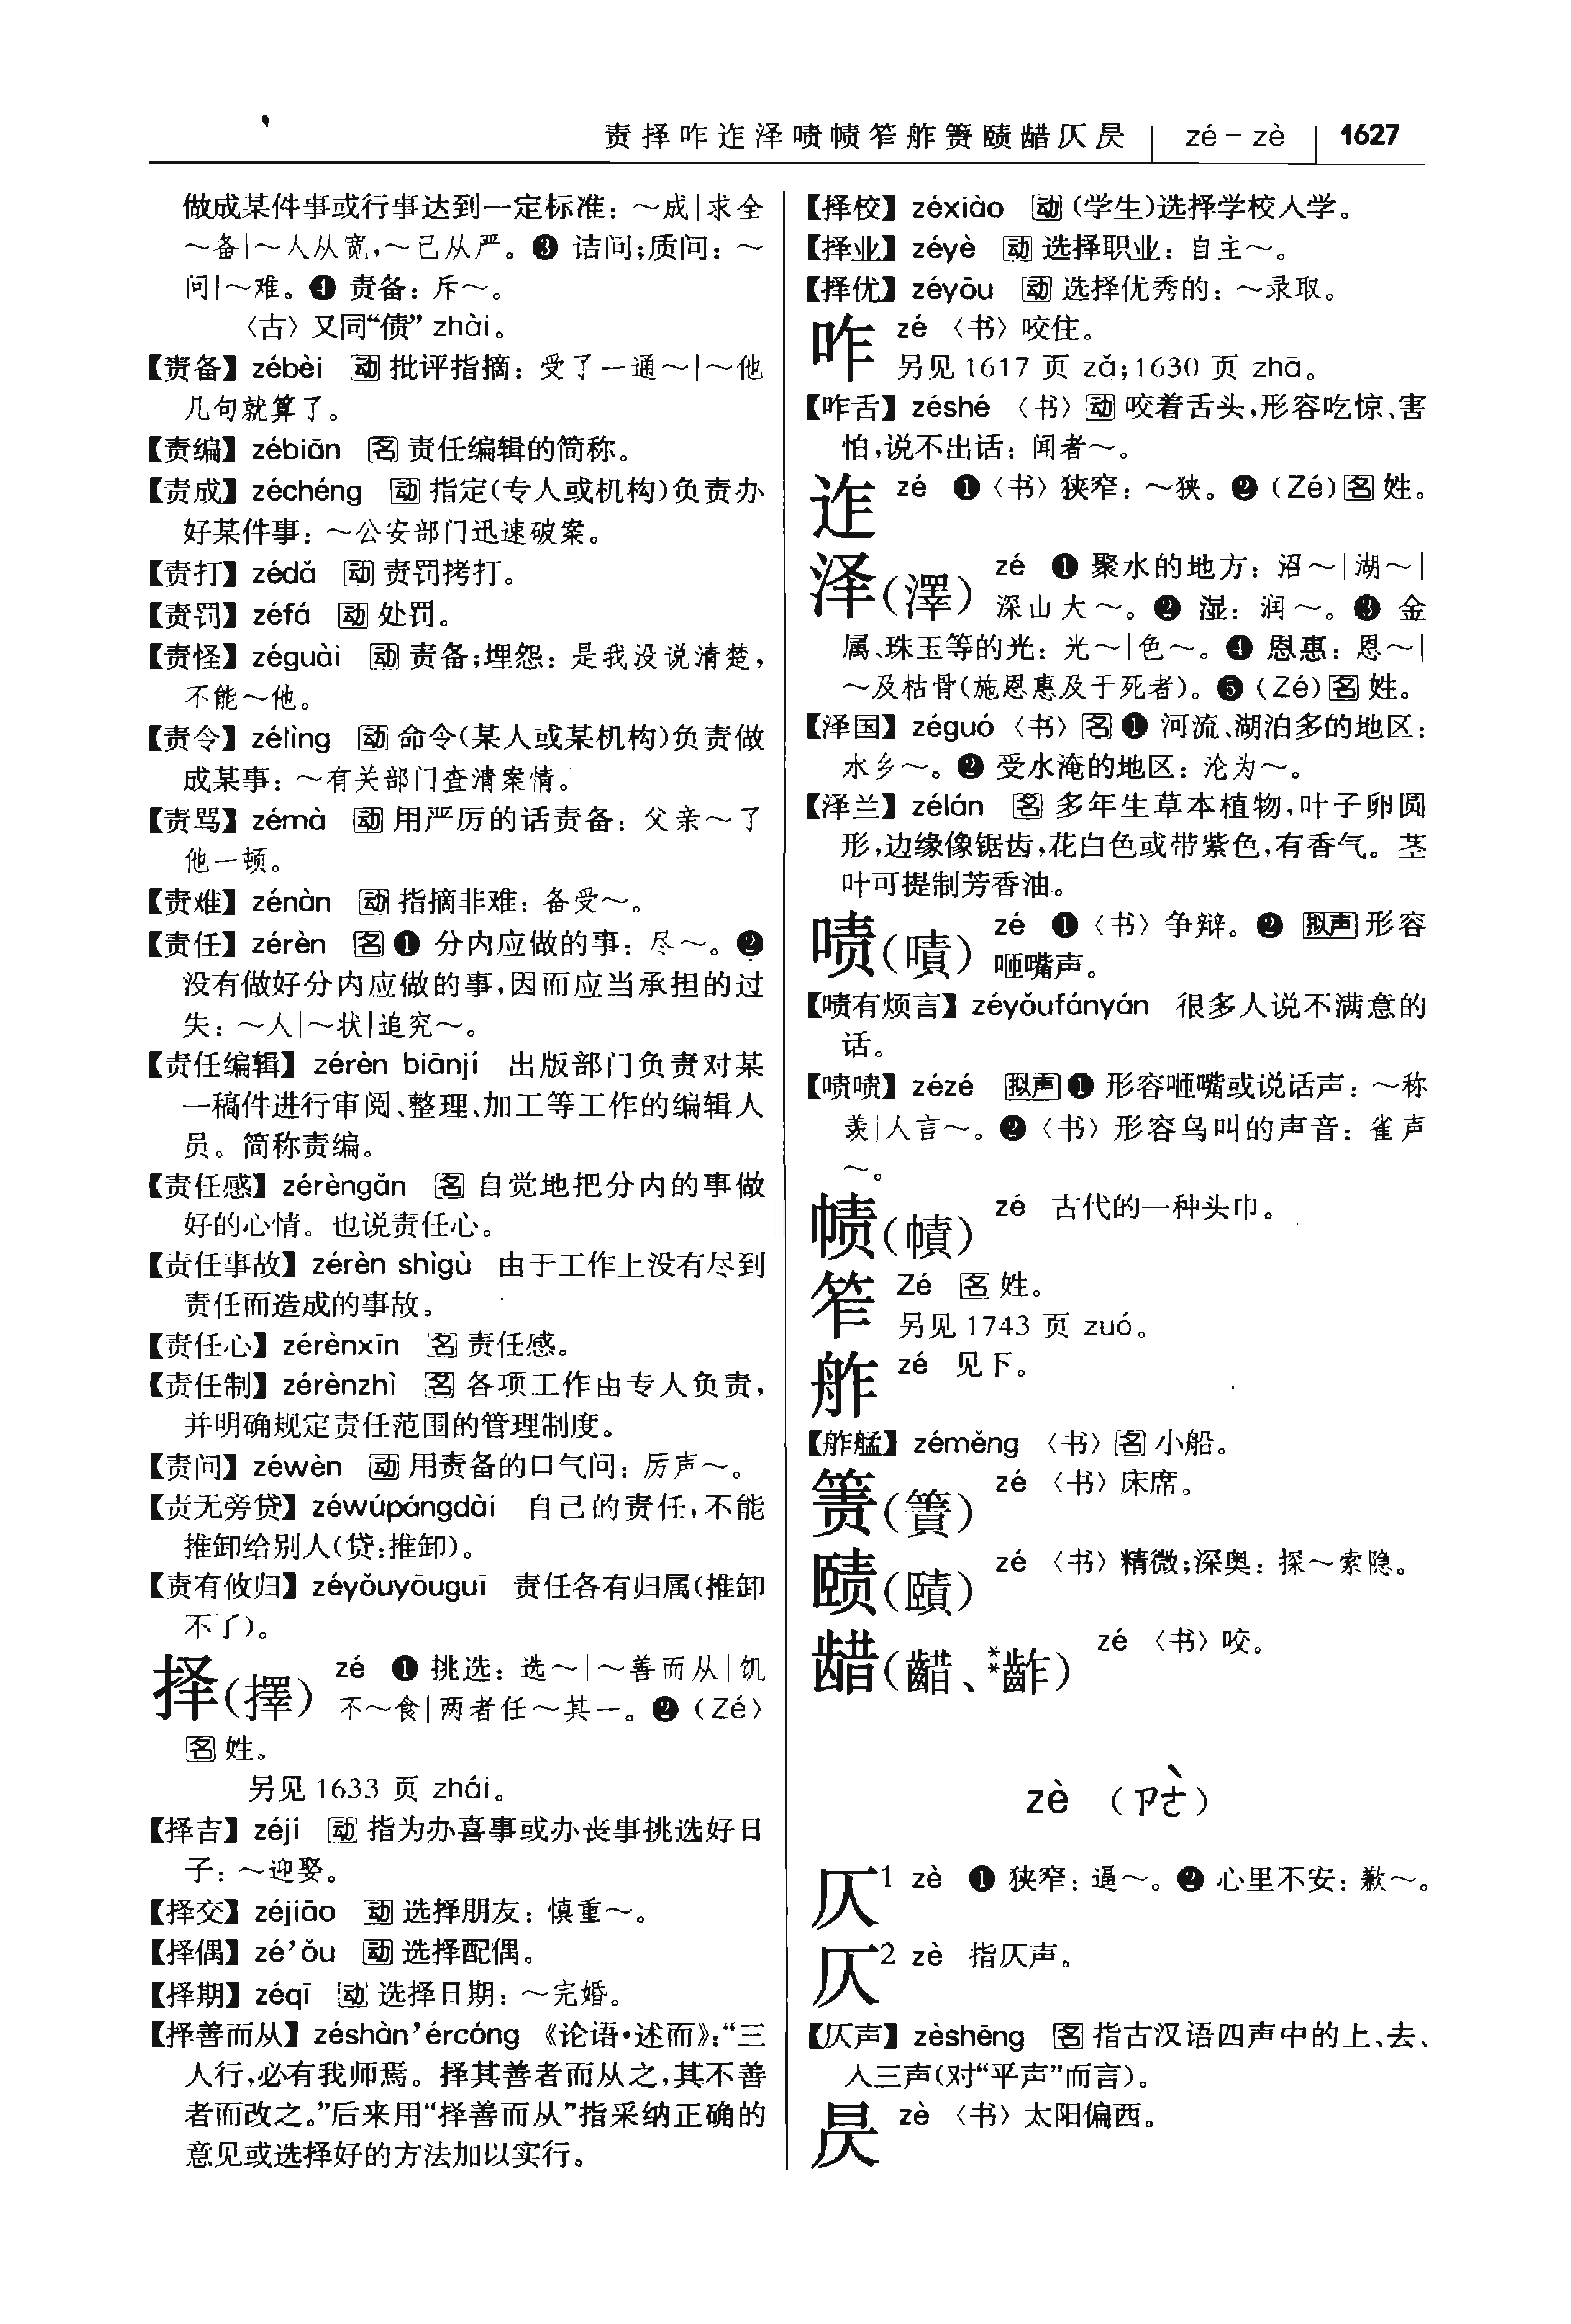 责择咋迮泽啧帻笮舴箦赜齰仄昃 zé－zè 1627
做成某件事或行事达到一定标准：～成|求全
～备|～人从宽，～己从严。❸ 诘问；质问：～
问|～难。❹ 责备：斥～。
〈古〉又同“债”zhài。
【责备】zébèi 动 批评指摘：受了一通～|～他
几句就算了。
【责编】zébiān 名 责任编辑的简称。
【责成】zéchéng 动 指定（专人或机构）负责办
好某件事：～公安部门迅速破案。
【责打】zédǎ 动 责罚拷打。
【责罚】zéfá 动 处罚。
【责怪】zéguài 动 责备；埋怨：是我没说清楚，
不能～他。
【责令】zélìng 动 命令（某人或某机构）负责做
成某事：～有关部门查清案情。
【责骂】zémà 动 用严厉的话责备：父亲～了
他一顿。
【责难】zénàn 动 指摘非难：备受～。
【责任】zérèn 名 ❶ 分内应做的事：尽～。❷
没有做好分内应做的事，因而应当承担的过
失：～人|～状|追究～。
【责任编辑】zérèn biānjí 出版部门负责对某
一稿件进行审阅、整理、加工等工作的编辑人
员。简称责编。
【责任感】zérèngǎn 名 自觉地把分内的事做
好的心情。也说责任心。
【责任事故】zérèn shìgù 由于工作上没有尽到
责任而造成的事故。
【责任心】zérènxīn 名 责任感。
【责任制】zérènzhì 名 各项工作由专人负责，
并明确规定责任范围的管理制度。
【责问】zéwèn 动 用责备的口气问：厉声～。
【责无旁贷】zéwúpángdài 自己的责任，不能
推卸给别人（贷：推卸）。
【责有攸归】zéyǒuyōuguī 责任各有归属（推卸
不了）。
择（擇） zé ❶ 挑选：选～|～善而从|饥
不～食|两者任～其一。❷（Zé）
名 姓。
另见 1633 页 zhái。
【择吉】zéjí 动 指为办喜事或办丧事挑选好日
子：～迎娶。
【择交】zéjiāo 动 选择朋友：慎重～。
【择偶】zé’ǒu 动 选择配偶。
【择期】zéqī 动 选择日期：～完婚。
【择善而从】zéshàn’ércóng 《论语·述而》：“三
人行，必有我师焉。择其善者而从之，其不善
者而改之。”后来用“择善而从”指采纳正确的
意见或选择好的方法加以实行。
【择校】zéxiào 动（学生）选择学校入学。
【择业】zéyè 动 选择职业：自主～。
【择优】zéyōu 动 选择优秀的：～录取。
咋 zé〈书〉咬住。
另见 1617 页 zǎ；1630 页 zhā。
【咋舌】zéshé〈书〉动 咬着舌头，形容吃惊、害
怕，说不出话：闻者～。
迮 zé ❶〈书〉狭窄：～狭。❷（Zé）名 姓。
泽（澤） zé ❶ 聚水的地方：沼～|湖～|
深山大～。❷ 湿：润～。❸ 金
属、珠玉等的光：光～|色～。❹ 恩惠：恩～|
～及枯骨（施恩惠及于死者）。❺（Zé）名 姓。
【泽国】zéguó〈书〉名 ❶ 河流、湖泊多的地区：
水乡～。❷ 受水淹的地区：沦为～。
【泽兰】zélán 名 多年生草本植物，叶子卵圆
形，边缘像锯齿，花白色或带紫色，有香气。茎
叶可提制芳香油。
啧（嘖） zé ❶〈书〉争辩。❷ 拟声 形容
咂嘴声。
【啧有烦言】zéyǒufányán 很多人说不满意的
话。
【啧啧】zézé 拟声 ❶ 形容咂嘴或说话声：～称
羡|人言～。❷〈书〉形容鸟叫的声音：雀声
～。
帻（幘） zé 古代的一种头巾。
笮 Zé 名 姓。
另见 1743 页 zuó。
舴 zé 见下。
【舴艋】zéměng〈书〉名 小船。
箦（簀） zé〈书〉床席。
赜（賾） zé〈书〉精微；深奥：探～索隐。
齰（齰、**齚） zé〈书〉咬。
zè （ㄗㄜˋ）
仄1 zè ❶ 狭窄：逼～。❷ 心里不安：歉～。
仄2 zè 指仄声。
【仄声】zèshēng 名 指古汉语四声中的上、去、
入三声（对“平声”而言）。
昃 zè〈书〉太阳偏西。